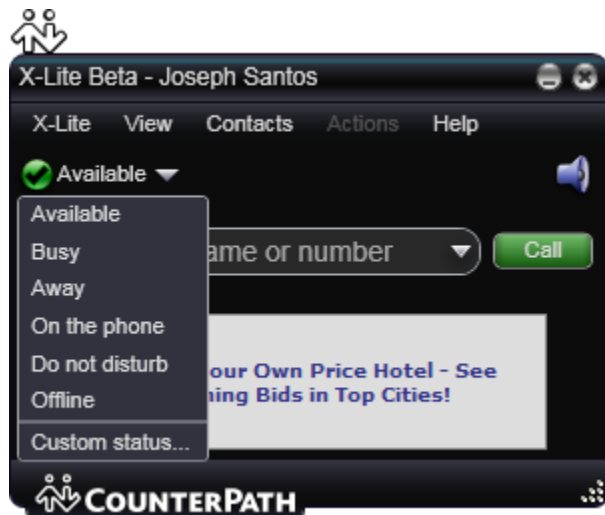 X-Lite Beta - Joseph Santos
X-Lite View Contacts Actions Help
Available
Available
Busy
ame or number
Call
Away
On the phone
Do not disturb
our Own Price Hotel - See
Offline
ning Bids in Top Cities!
Custom status...
COUNTERPATH